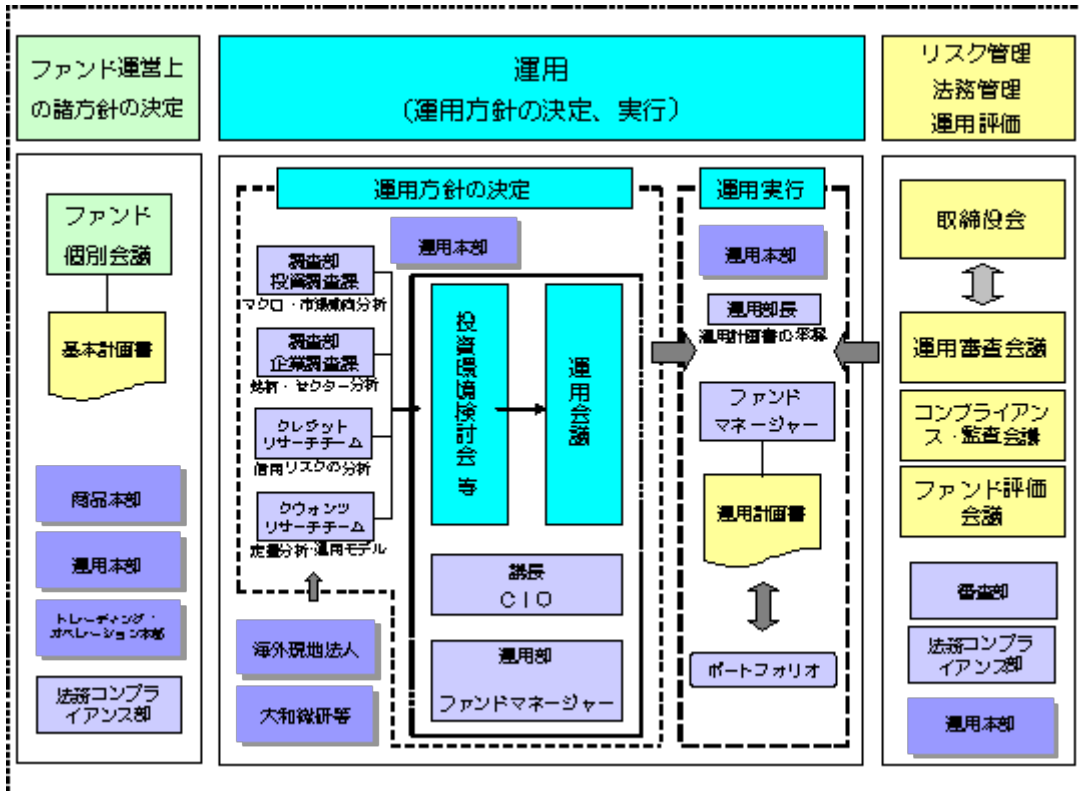 ファンド運営上
の諸方針の決定
ファンド
個別会議
基本計画書
商品本部
運用本部
トレーディング・
オペレーション本部
法務コンプラ
イアンス部
運用
（運用方針の決定、実行）
運用方針の決定
運用本部
調査部
投資調査課
マクロ・市場動向分析
調査部
企業調査課
銘柄・セクター分析
クレジット
リサーチチーム
信用リスクの分析
クウォンツ
リサーチチーム
定量分析・運用モデル
海外現地法人
大和総研等
投資環境検討会 等
運用会議
議長
ＣＩＯ
運用部
ファンドマネージャー
運用実行
運用本部
運用部長
運用計画書の承認
ファンド
マネージャー
運用計画書
ポートフォリオ
リスク管理
法務管理
運用評価
取締役会
運用審査会議
コンプライアン
ス・監査会議
ファンド評価
会議
審査部
法務コンプラ
イアンス部
運用本部